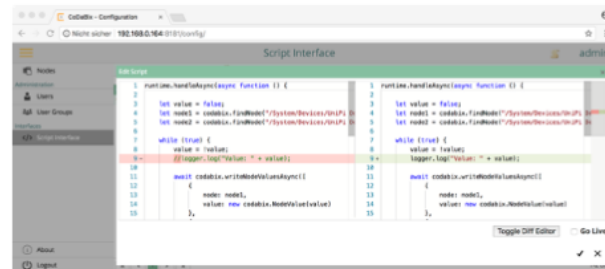 CoDaBix - Configuration
Nicht sicher 192.168.0.164:8181/config/
Script Interface
admin
Nodes
Administration
Users
User Groups
Interfaces
Script Interface
About
Logout
Edit Script
1 runtime.handleAsync(async function () {
2
3 let value = false;
4 let node1 = codabix.findNode("/System/Devices/UniPi
5 let node2 = codabix.findNode("/System/Devices/UniPi
6
7 while (true) {
8 value = !value;
9 - //logger.log("Value: " + value);
10
11 await codabix.writeNodeValuesAsync([
12 {
13 node: node1,
14 value: new codabix.NodeValue(value)
15 },
1 runtime.handleAsync(async function () {
2
3 let value = false;
4 let node1 = codabix.findNode("/System/Devices/UniPi
5 let node2 = codabix.findNode("/System/Devices/UniPi
6
7 while (true) {
8 value = !value;
9 + logger.log("Value: " + value);
10
11 await codabix.writeNodeValuesAsync([
12 {
13 node: node1,
14 value: new codabix.NodeValue(value)
15 },
Toggle Diff Editor
Go Live